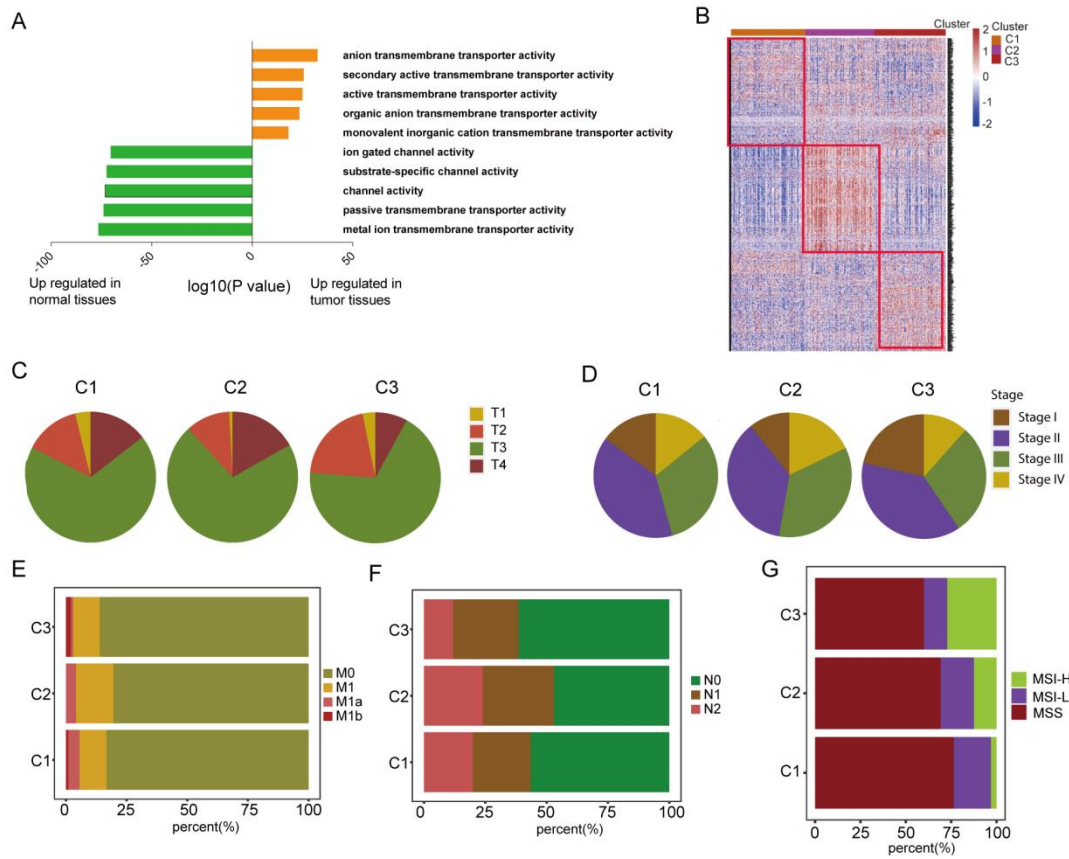 A
anion transmembrane transporter activity
secondary active transmembrane transporter activity
active transmembrane transporter activity
organic anion transmembrane transporter activity
monovalent inorganic cation transmembrane transporter activity
ion gated channel activity
substrate-specific channel activity
channel activity
passive transmembrane transporter activity
metal ion transmembrane transporter activity
-100
-50
0
50
Up regulated in
normal tissues
log10(P value)
Up regulated in
tumor tissues
B
Cluster
2
1
0
-1
-2
Cluster
C1
C2
C3
C
C1
C2
C3
T1
T2
T3
T4
D
C1
C2
C3
Stage
Stage I
Stage II
Stage III
Stage IV
E
C3
C2
C1
0
25
50
75
100
percent(%)
M0
M1
M1a
M1b
F
C3
C2
C1
0
25
50
75
100
percent(%)
N0
N1
N2
G
C3
C2
C1
0
25
50
75
100
percent(%)
MSI-H
MSI-L
MSS